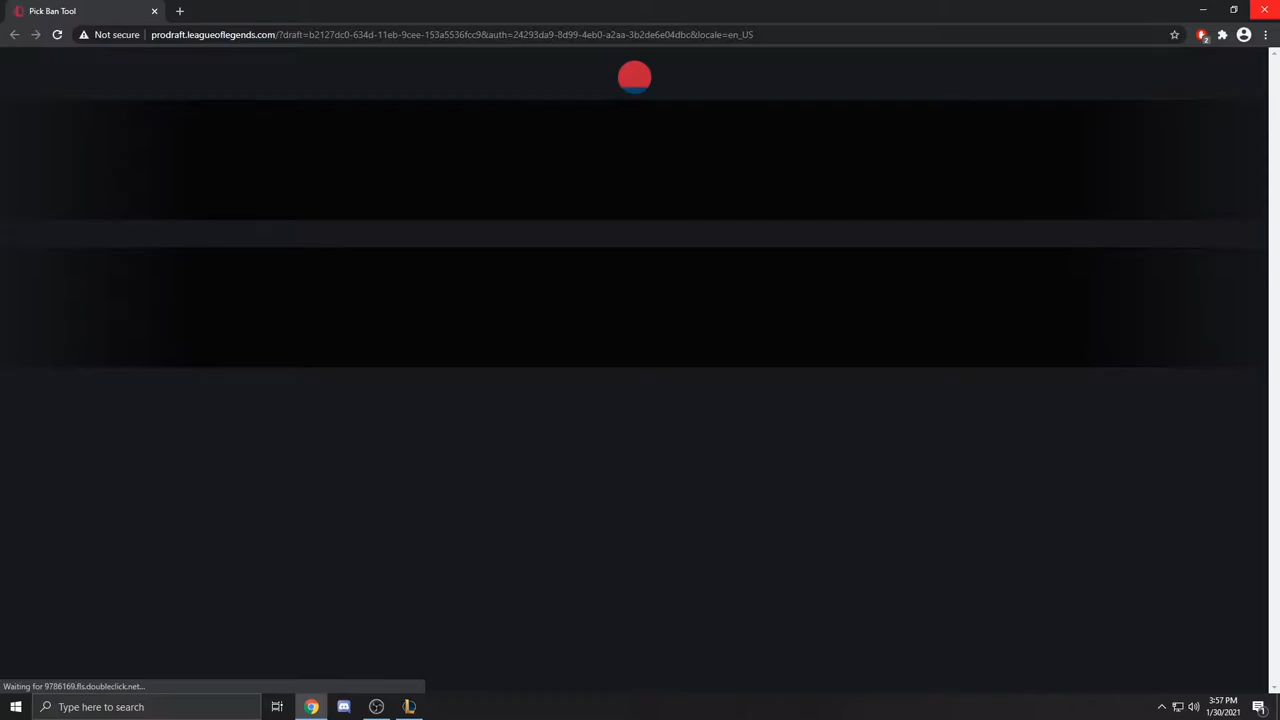 Pick Ban Tool
Not secure
prodraft.leagueoflegends.com/?draft=b2127dc0-634d-11eb-9cee-153a5536fcc9&auth=24293da9-8d99-4eb0-a2aa-3b2de6e04dbc&locale=en_US
2
Waiting for 9786169.fls.doubleclick.net...
Type here to search
3:57 PM
1/30/2021
1